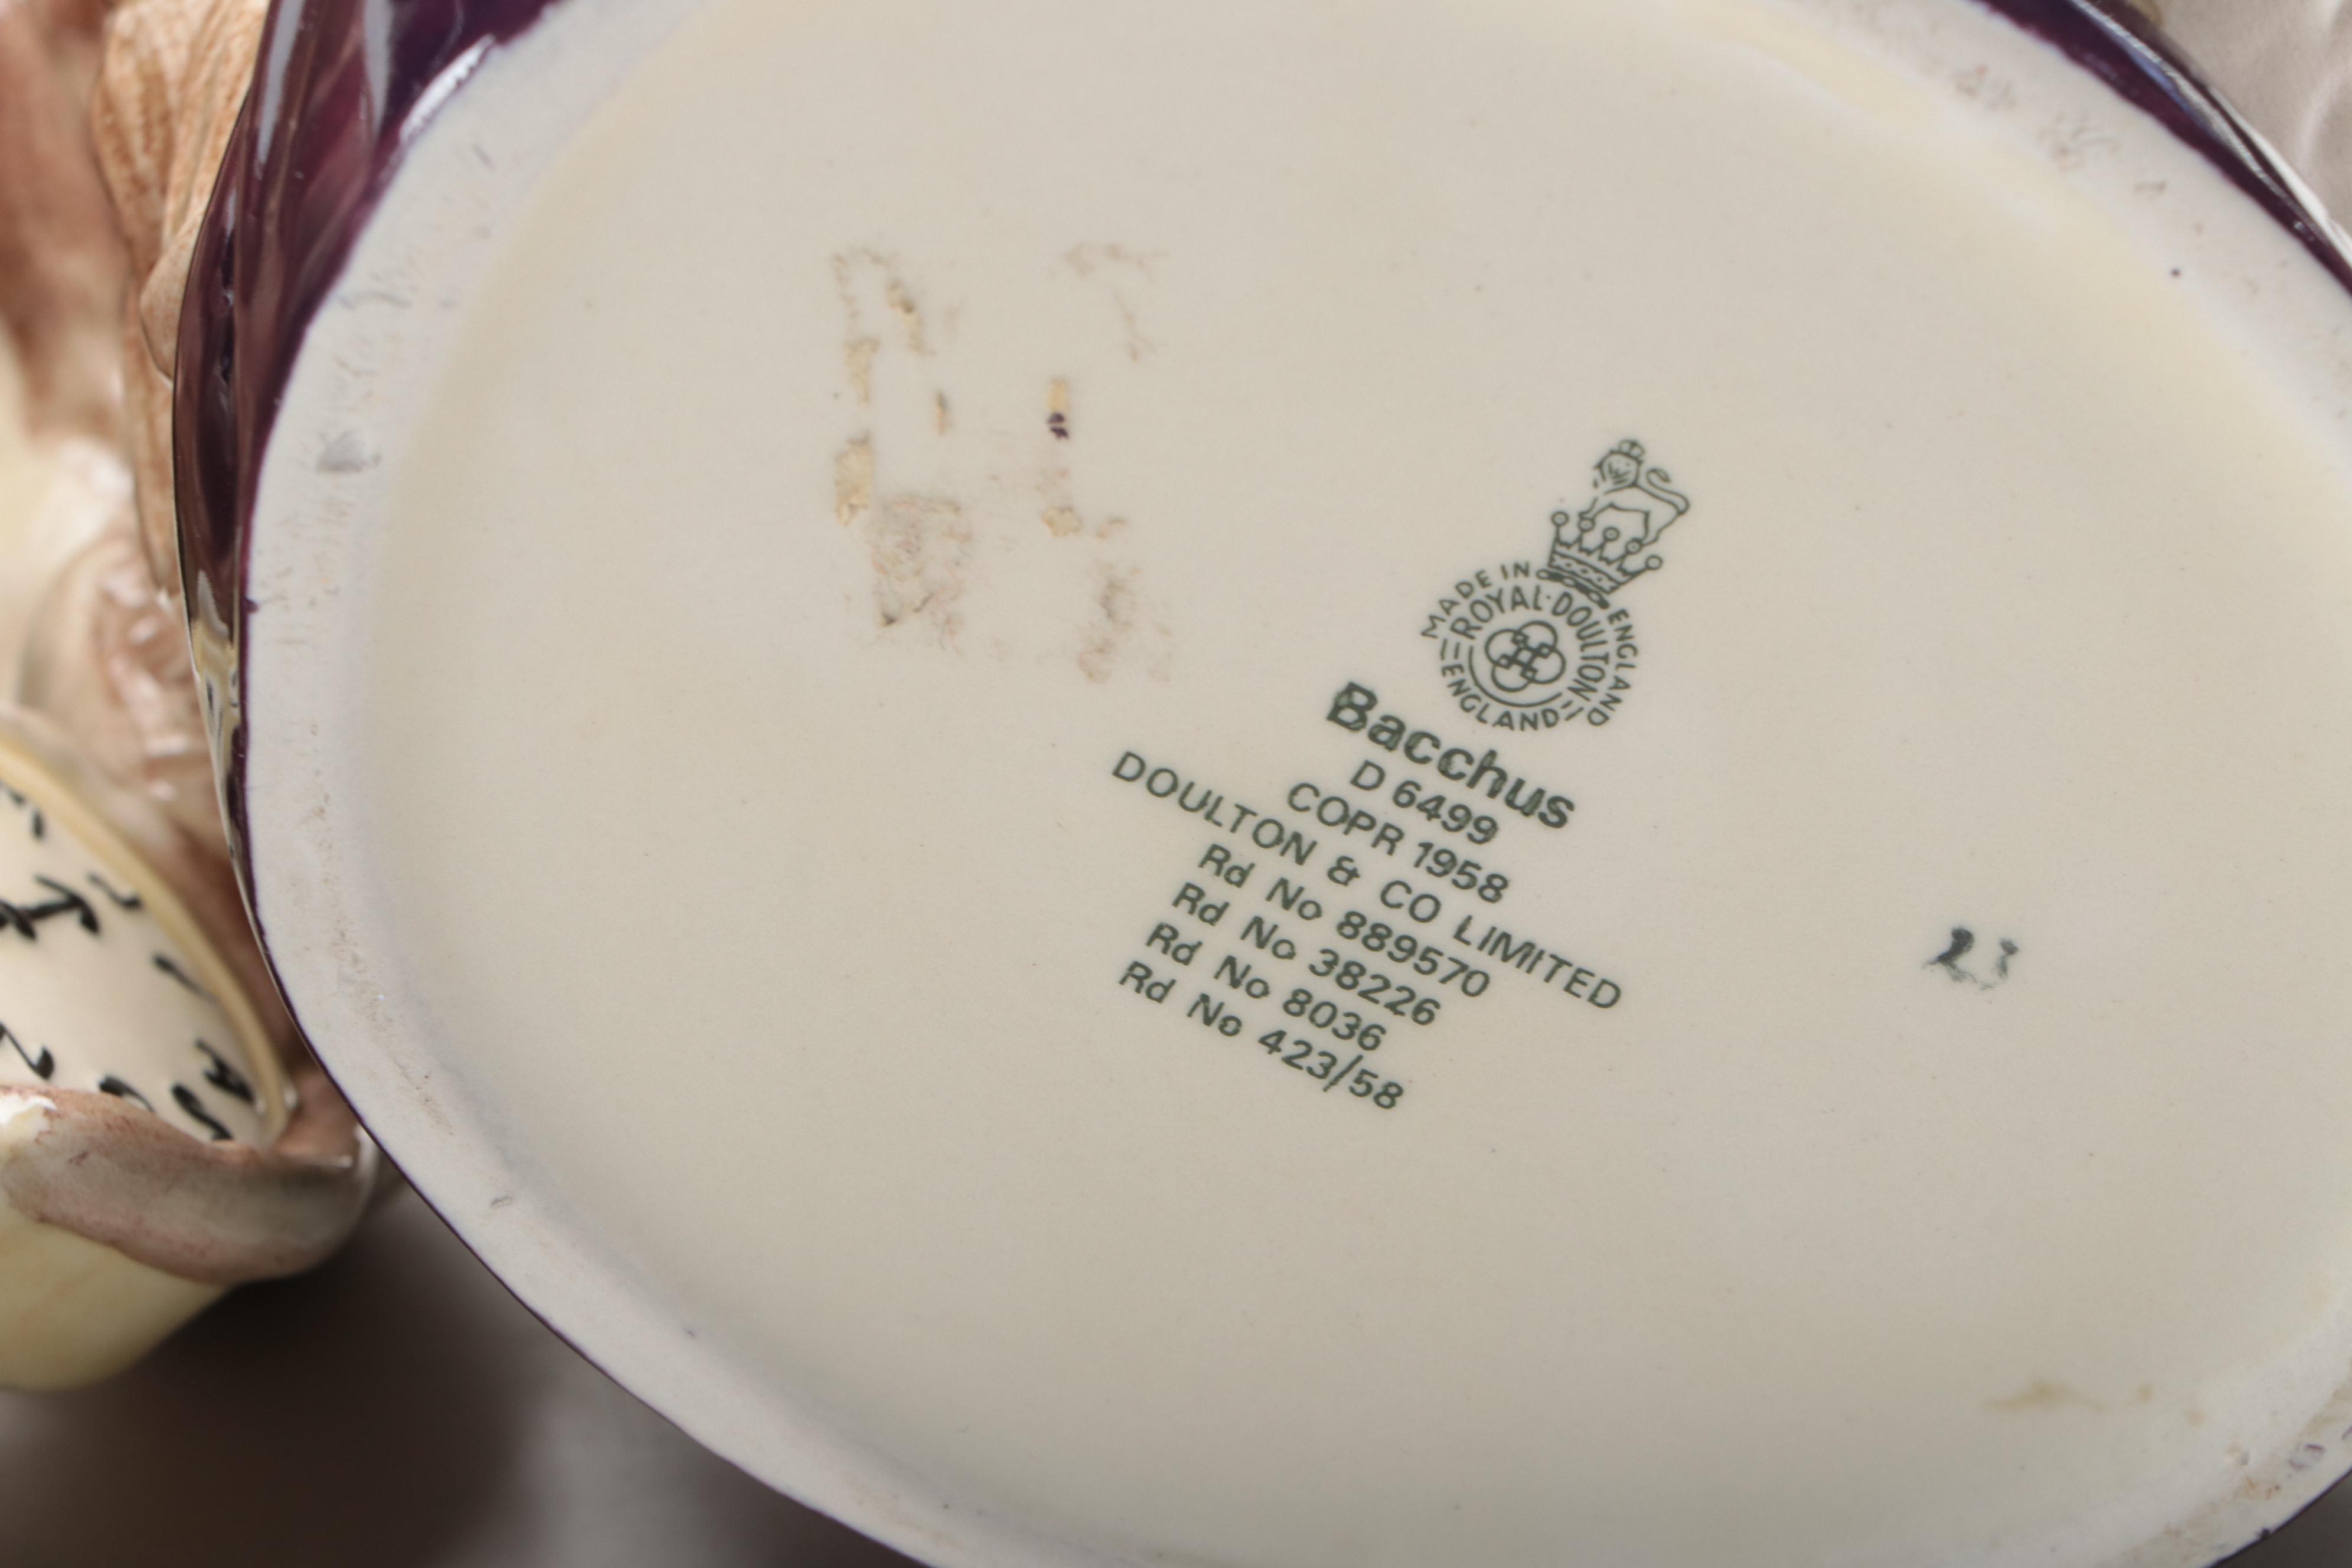 MADE IN ENGLAND
ROYAL·DOULTON
ENGLAND
Bacchus
D 6499
COPR 1958
DOULTON & CO LIMITED
Rd No 889570
Rd No 38226
Rd No 8036
Rd No 423/58
23